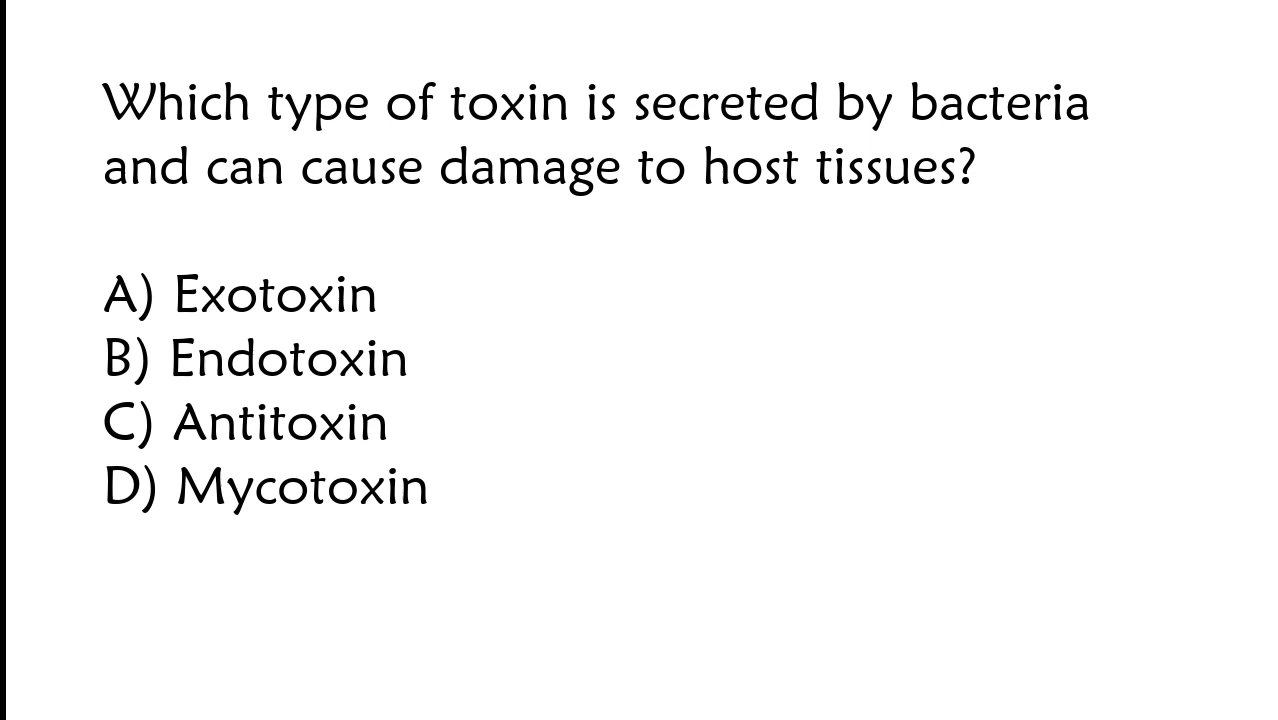 Which type of toxin is secreted by bacteria
and can cause damage to host tissues?
A) Exotoxin
B) Endotoxin
C) Antitoxin
D) Mycotoxin